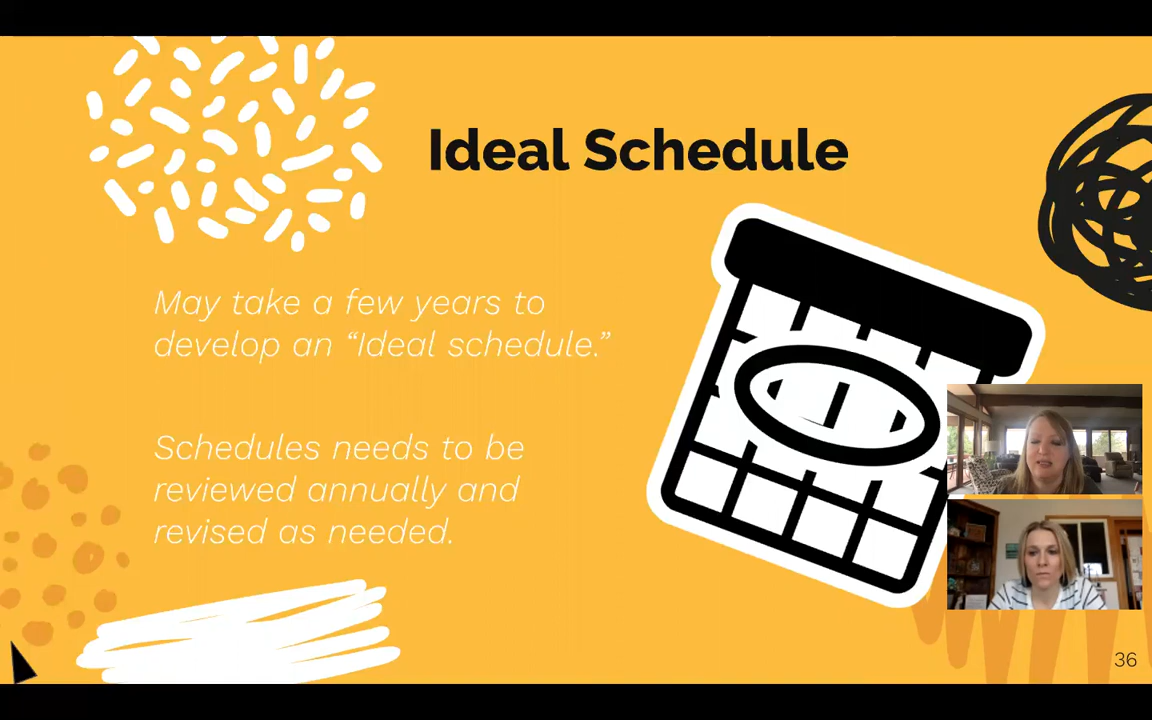 Ideal Schedule
May take a few years to
develop an “Ideal schedule.”
Schedules needs to be
reviewed annually and
revised as needed.
36